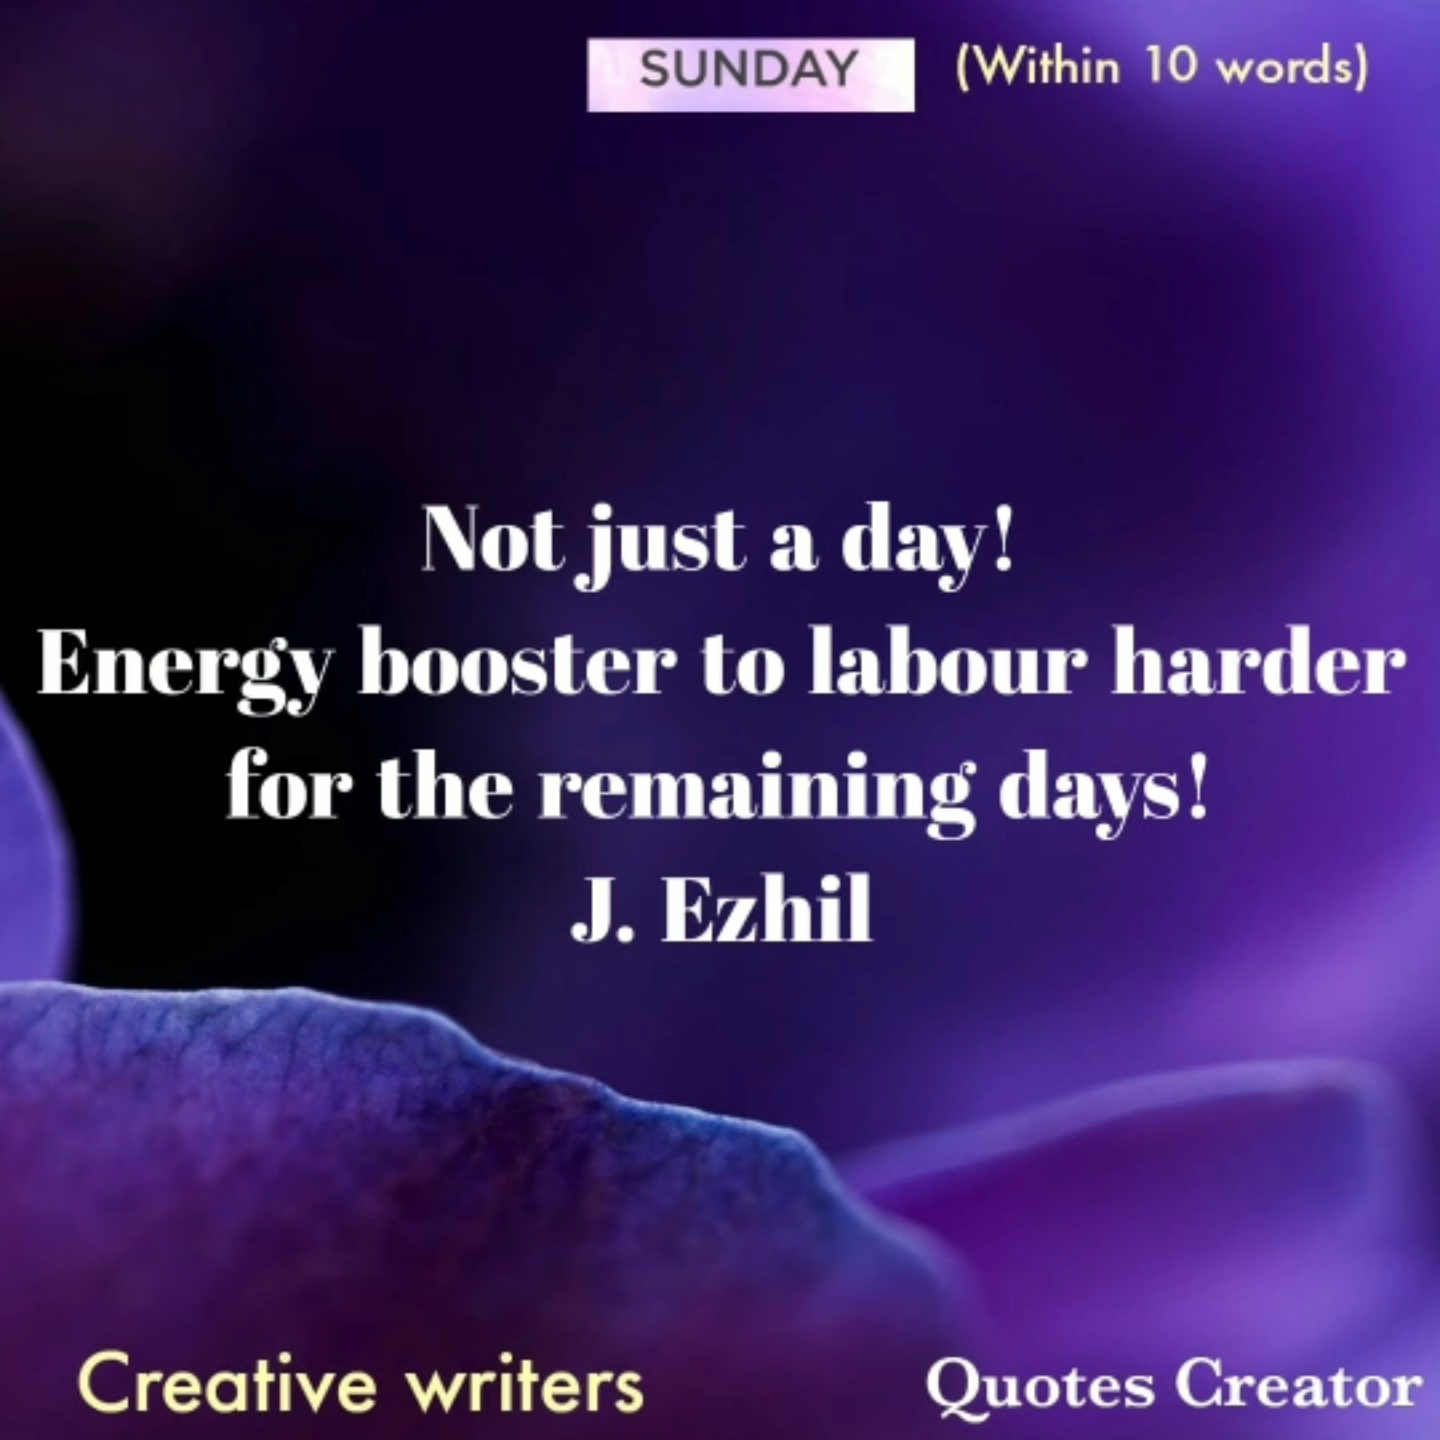 SUNDAY (Within 10 words)
Not just a day!
Energy booster to labour harder
for the remaining days!
J. Ezhil
Creative writers Quotes Creator